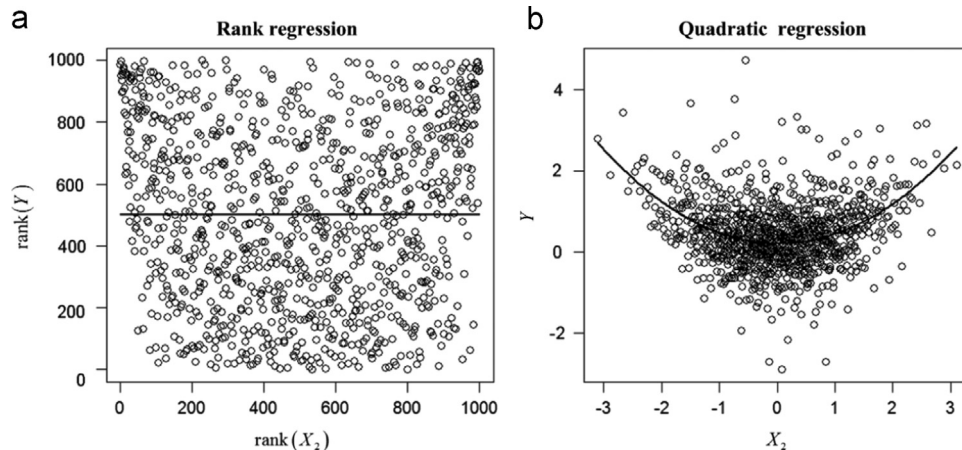 a
Rank regression
1000
800
600
400
200
0
rank(Y)
0 200 400 600 800 1000
rank(X₂)
b
Quadratic regression
4
2
0
-2
Y
-3 -2 -1 0 1 2 3
X₂